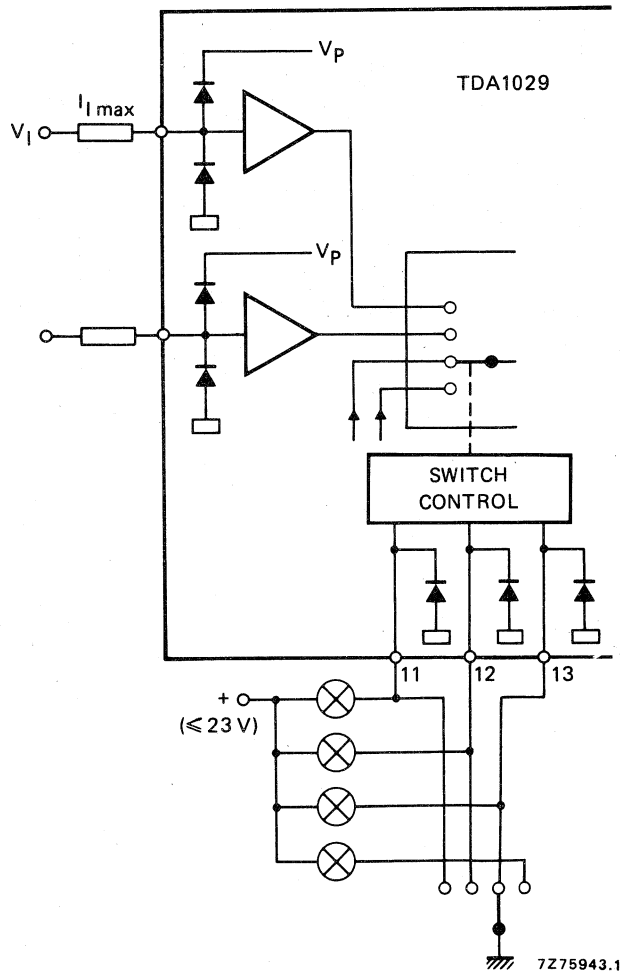 V_P
TDA1029
I_I max
V_I
V_P
SWITCH
CONTROL
11
12
13
+
(≤ 23 V)
7Z75943.1